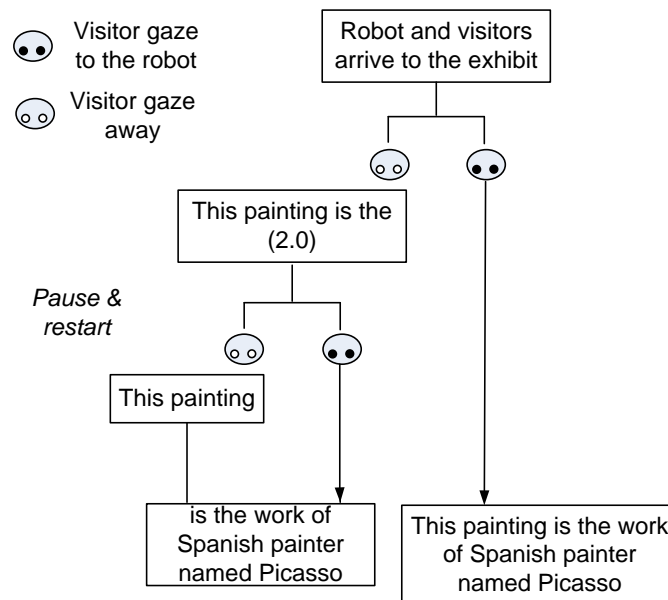 Visitor gaze
to the robot
Visitor gaze
away
Robot and visitors
arrive to the exhibit
This painting is the
(2.0)
Pause &
restart
This painting
is the work of
Spanish painter
named Picasso
This painting is the work
of Spanish painter
named Picasso